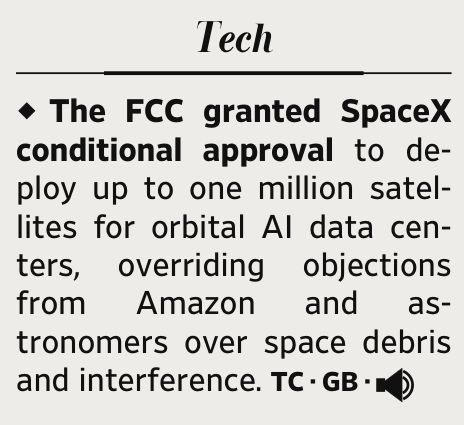 Tech
◆ The FCC granted SpaceX
conditional approval to de-
ploy up to one million satel-
lites for orbital AI data cen-
ters, overriding objections
from Amazon and as-
tronomers over space debris
and interference. TC · GB ·